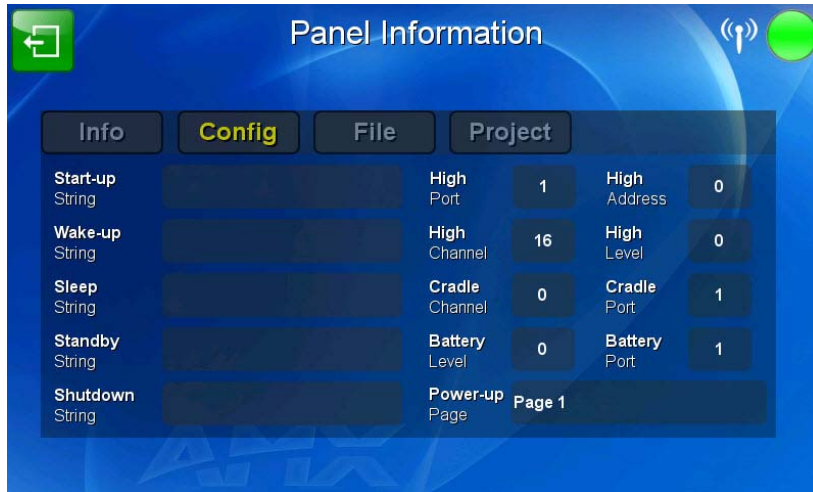 Panel Information
Info Config File Project
Start-up String High Port 1 High Address 0
Wake-up String High Channel 16 High Level 0
Sleep String Cradle Channel 0 Cradle Port 1
Standby String Battery Level 0 Battery Port 1
Shutdown String Power-up Page Page 1
AMX